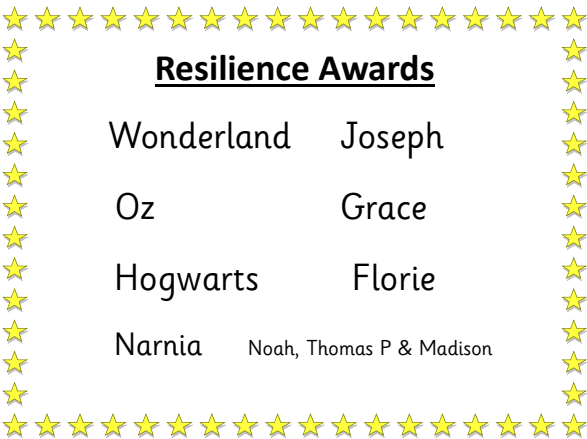 Resilience Awards
Wonderland Joseph
Oz Grace
Hogwarts Florie
Narnia Noah, Thomas P & Madison